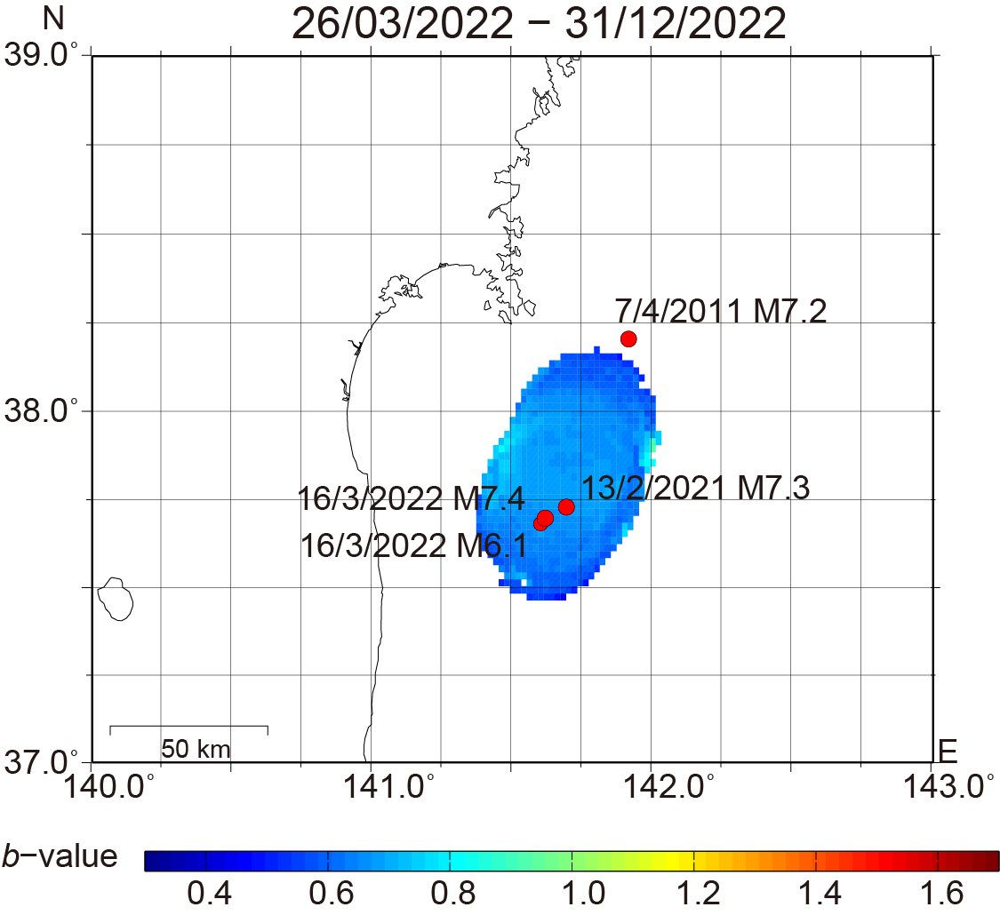 N
26/03/2022 − 31/12/2022
39.0°
7/4/2011 M7.2
38.0°
13/2/2021 M7.3
16/3/2022 M7.4
16/3/2022 M6.1
50 km
37.0°
E
140.0° 141.0° 142.0° 143.0°
b−value
0.4 0.6 0.8 1.0 1.2 1.4 1.6